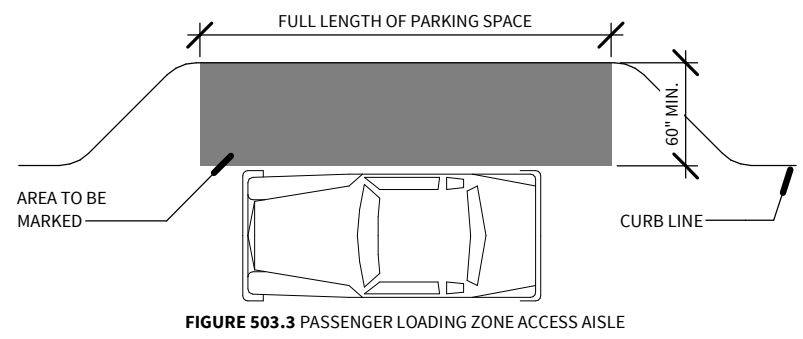 FULL LENGTH OF PARKING SPACE
60" MIN.
AREA TO BE
MARKED
CURB LINE
FIGURE 503.3 PASSENGER LOADING ZONE ACCESS AISLE